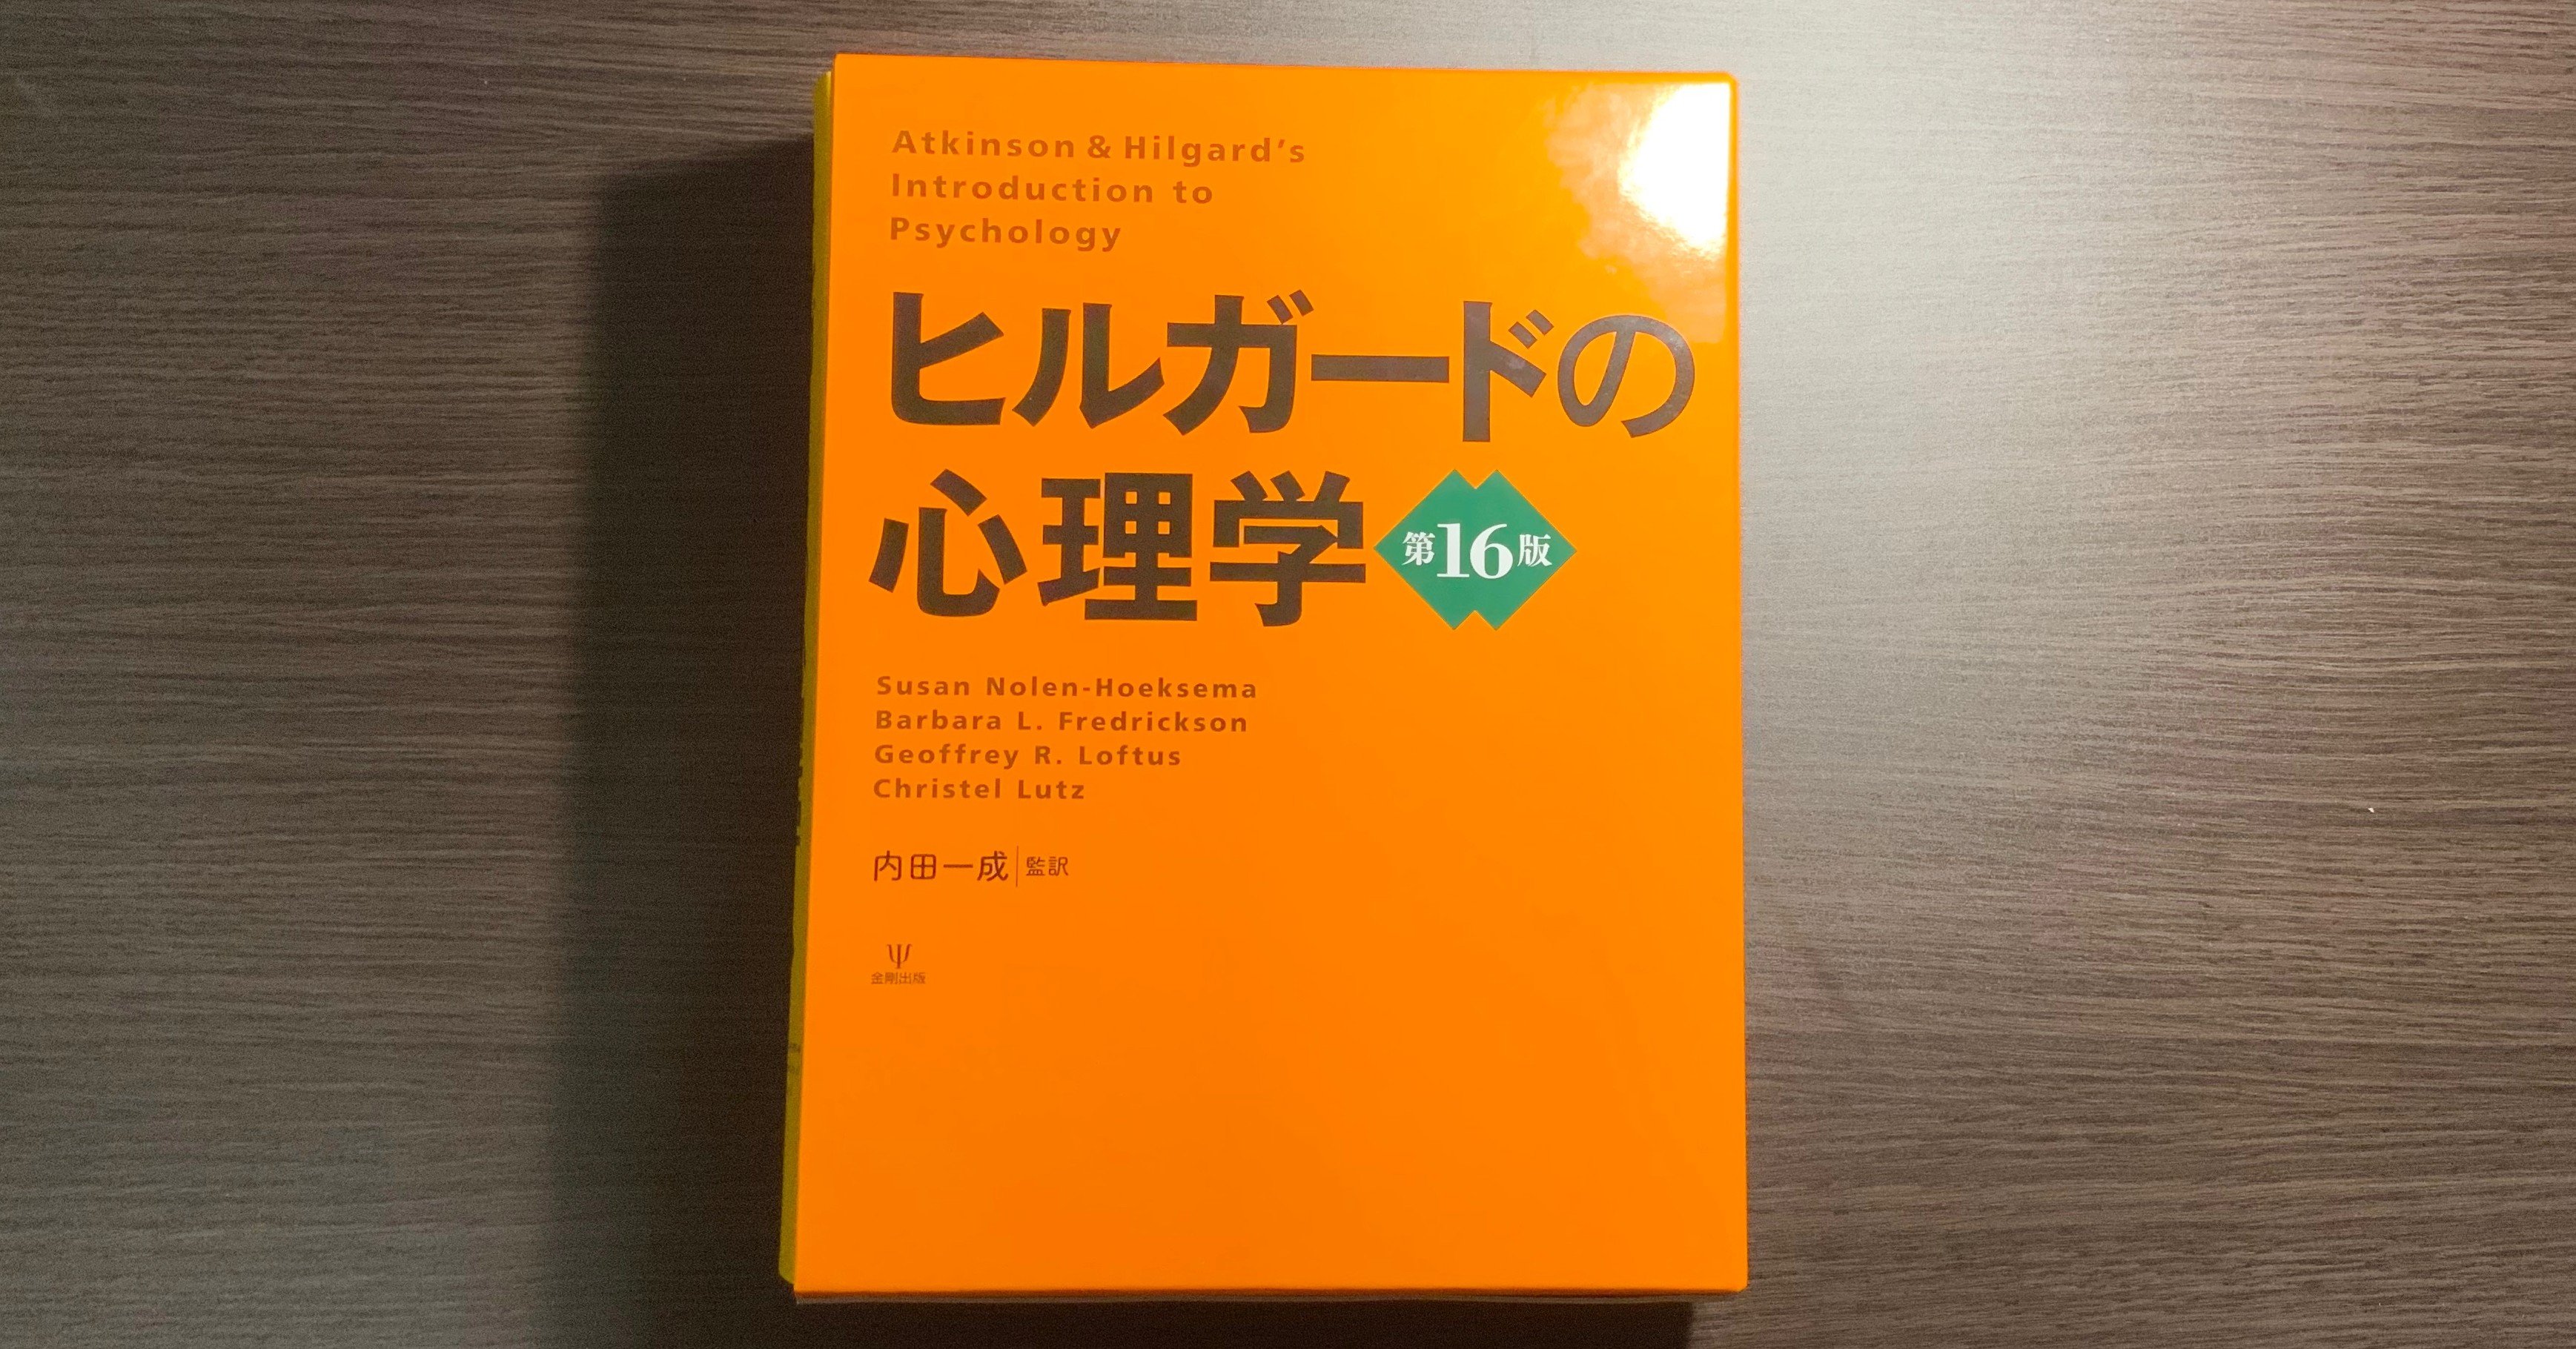 Atkinson & Hilgard's
Introduction to
Psychology
ヒルガードの
心理学 第16版
Susan Nolen-Hoeksema
Barbara L. Fredrickson
Geoffrey R. Loftus
Christel Lutz
内田一成|監訳
Ψ
金剛出版